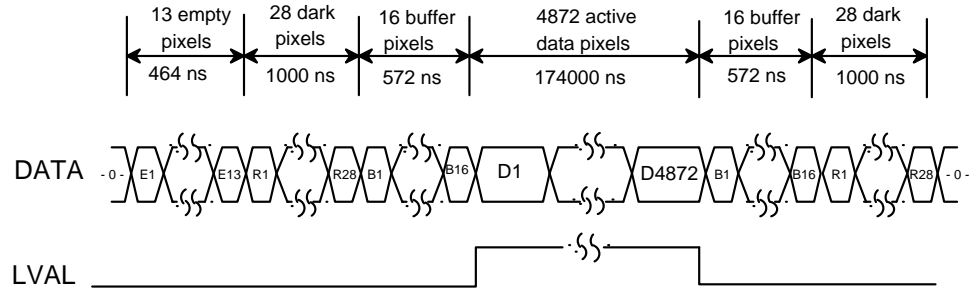 13 empty pixels
28 dark pixels
16 buffer pixels
4872 active data pixels
16 buffer pixels
28 dark pixels
464 ns
1000 ns
572 ns
174000 ns
572 ns
1000 ns
DATA - 0 - E1 E13 R1 R28 B1 B16 D1 D4872 B1 B16 R1 R28 - 0 -
LVAL